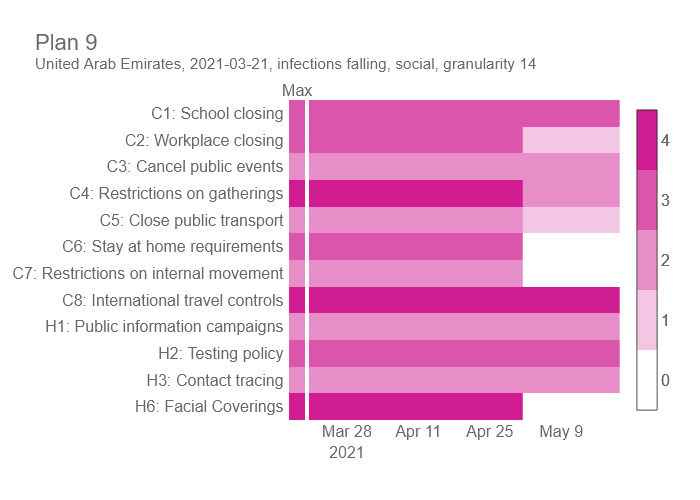 Plan 9
United Arab Emirates, 2021-03-21, infections falling, social, granularity 14
Max
C1: School closing
C2: Workplace closing
C3: Cancel public events
C4: Restrictions on gatherings
C5: Close public transport
C6: Stay at home requirements
C7: Restrictions on internal movement
C8: International travel controls
H1: Public information campaigns
H2: Testing policy
H3: Contact tracing
H6: Facial Coverings
4
3
2
1
0
Mar 28 Apr 11 Apr 25 May 9
2021